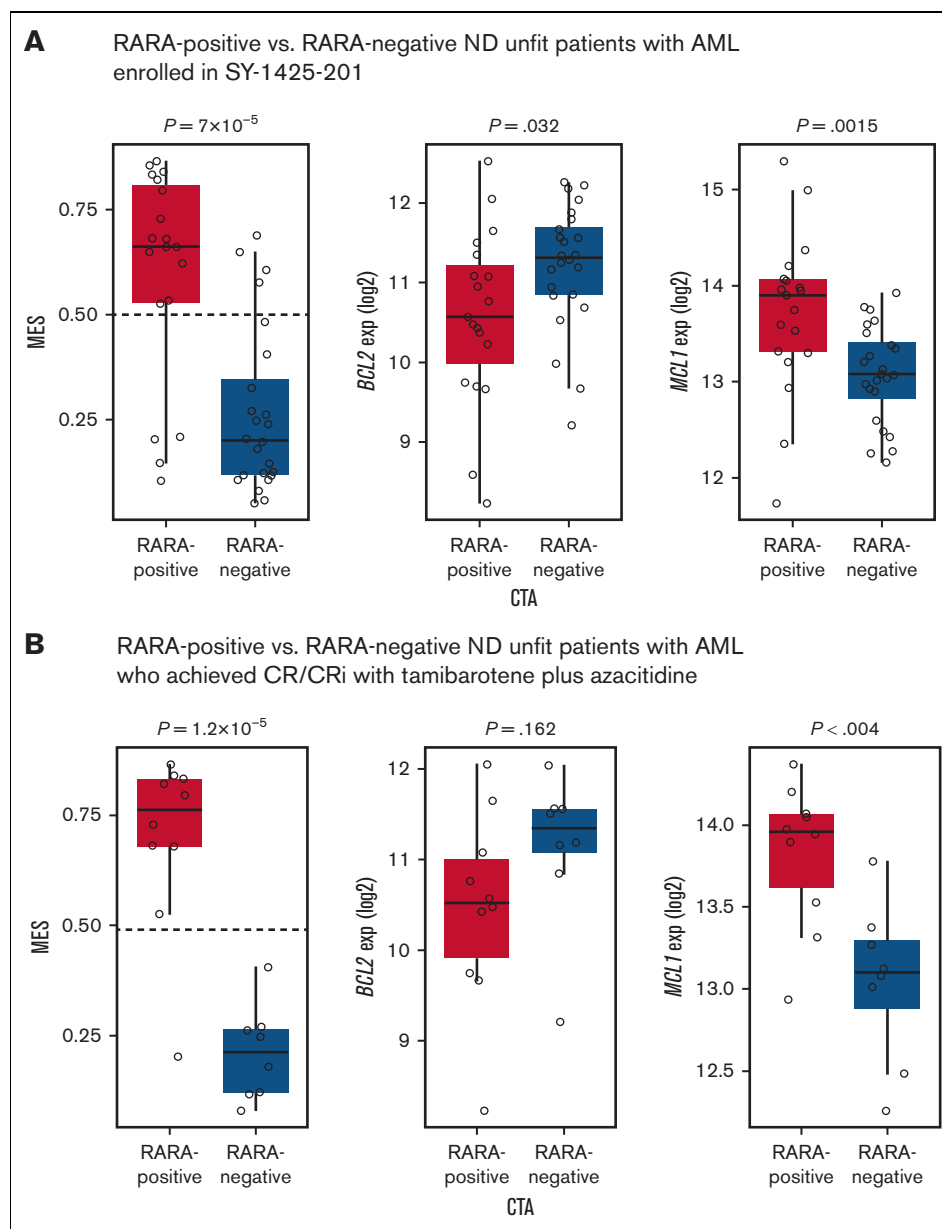 A
RARA-positive vs. RARA-negative ND unfit patients with AML
enrolled in SY-1425-201
P = 7×10⁻⁵
MES
0.75
0.50
0.25
RARA-
positive
RARA-
negative
P = .032
BCL2 exp (log2)
12
11
10
9
RARA-
positive
RARA-
negative
P = .0015
MCL1 exp (log2)
15
14
13
12
RARA-
positive
RARA-
negative
CTA
B
RARA-positive vs. RARA-negative ND unfit patients with AML
who achieved CR/CRi with tamibarotene plus azacitidine
P = 1.2×10⁻⁵
MES
0.75
0.50
0.25
RARA-
positive
RARA-
negative
P = .162
BCL2 exp (log2)
12
11
10
9
RARA-
positive
RARA-
negative
P < .004
MCL1 exp (log2)
14.0
13.5
13.0
12.5
RARA-
positive
RARA-
negative
CTA